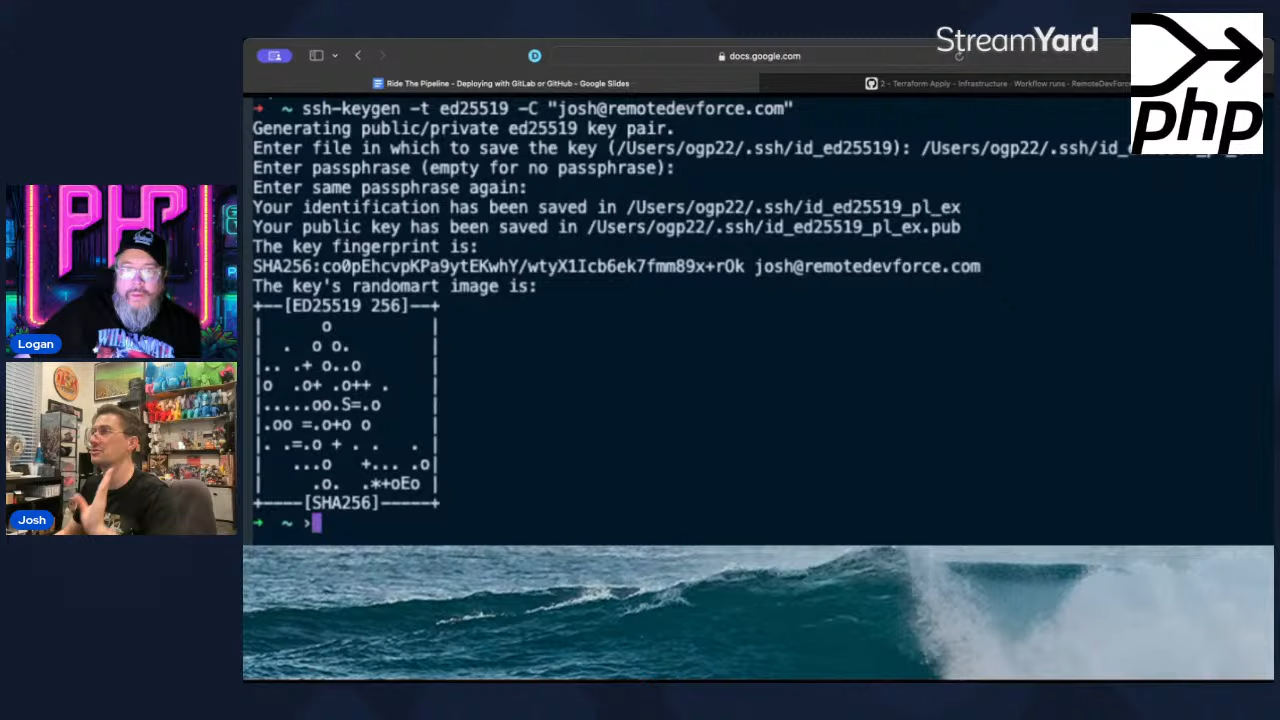 StreamYard
php
docs.google.com
Ride The Pipeline - Deploying with GitLab or GitHub - Google Slides
2 - Terraform Apply - Infrastructure · Workflow runs · RemoteDevForc
➜ ~ ssh-keygen -t ed25519 -C "josh@remotedevforce.com"
Generating public/private ed25519 key pair.
Enter file in which to save the key (/Users/ogp22/.ssh/id_ed25519): /Users/ogp22/.ssh/id_
Enter passphrase (empty for no passphrase):
Enter same passphrase again:
Your identification has been saved in /Users/ogp22/.ssh/id_ed25519_pl_ex
Your public key has been saved in /Users/ogp22/.ssh/id_ed25519_pl_ex.pub
The key fingerprint is:
SHA256:co0pEhcvpKPa9ytEKwhY/wtyX1Icb6ek7fmm89x+rOk josh@remotedevforce.com
The key's randomart image is:
+--[ED25519 256]--+
|       o         |
|  .   o o.       |
|.. .+ o..o       |
|o  .o+ .o++ .    |
|.....oo.S=.o     |
|.oo =.o+o o      |
|. .=.o + . .   . |
|   ...o   +... .o|
|     .o.  .*+oEo |
+----[SHA256]-----+
➜ ~ ›
PHP
Logan
Josh